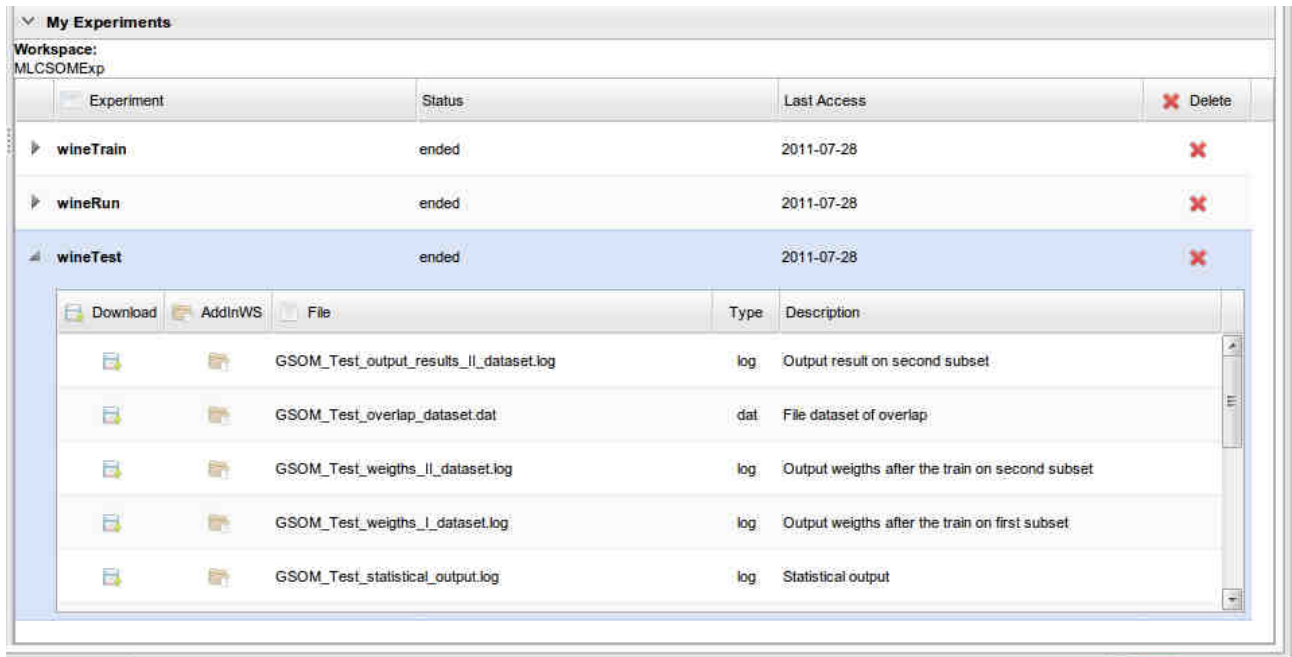 My Experiments
Workspace:
MLCSOMExp
Experiment Status Last Access Delete
wineTrain ended 2011-07-28
wineRun ended 2011-07-28
wineTest ended 2011-07-28
Download AddInWS File Type Description
GSOM_Test_output_results_II_dataset.log log Output result on second subset
GSOM_Test_overlap_dataset.dat dat File dataset of overlap
GSOM_Test_weigths_II_dataset.log log Output weigths after the train on second subset
GSOM_Test_weigths_I_dataset.log log Output weigths after the train on first subset
GSOM_Test_statistical_output.log log Statistical output